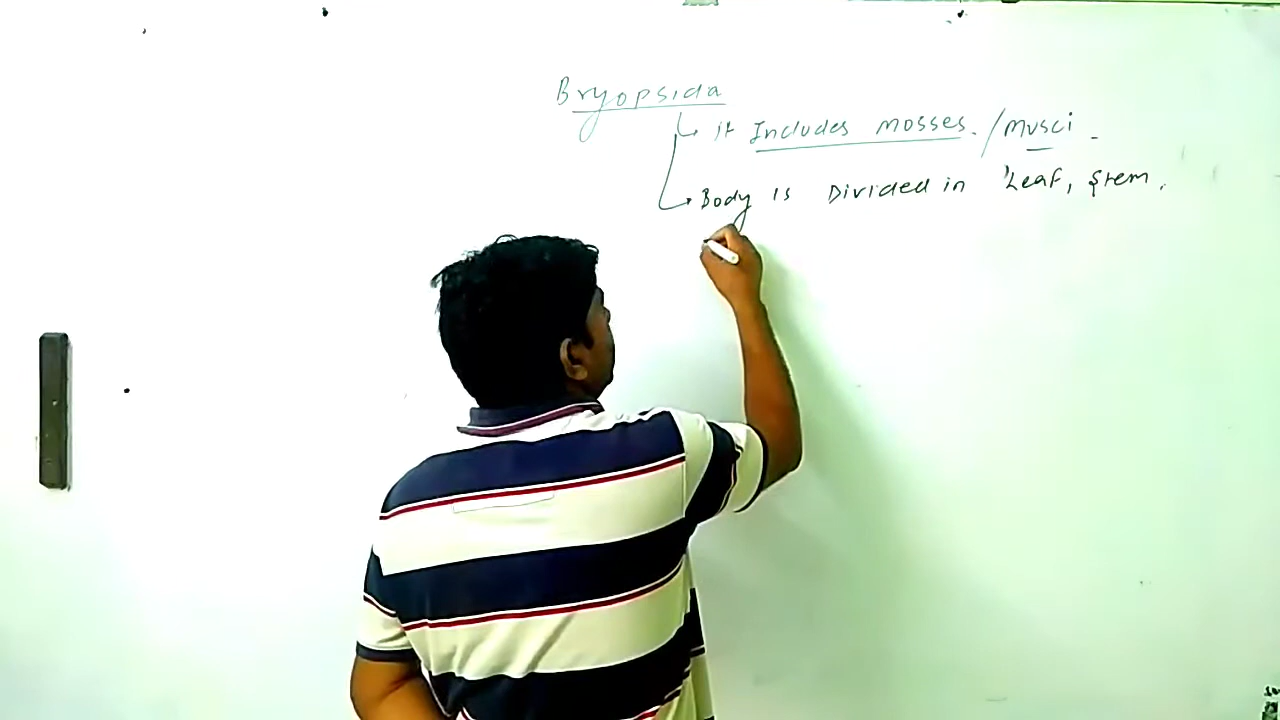 Bryopsida
it Includes mosses. / Musci -
Body is Divided in 'Leaf, Stem,